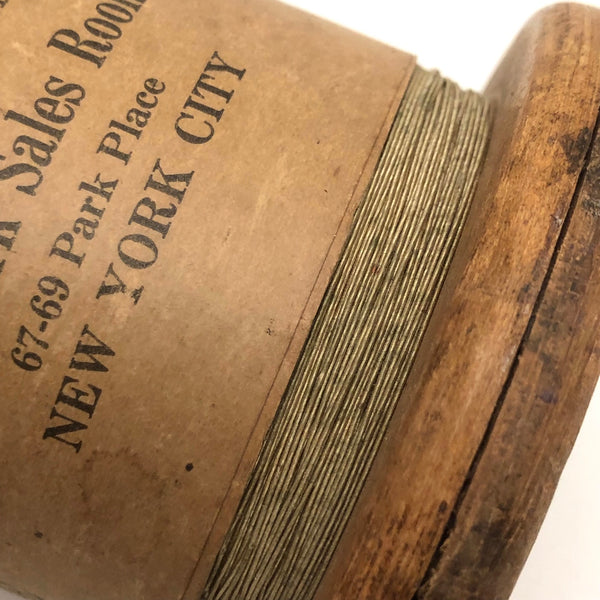 Sales Room
67-69 Park Place
NEW YORK CITY